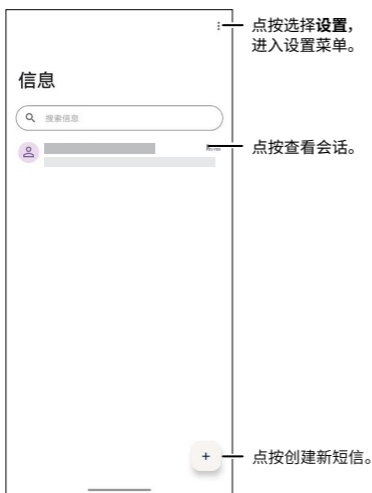 点按选择设置，
进入设置菜单。
信息
搜索信息
点按查看会话。
+
点按创建新短信。